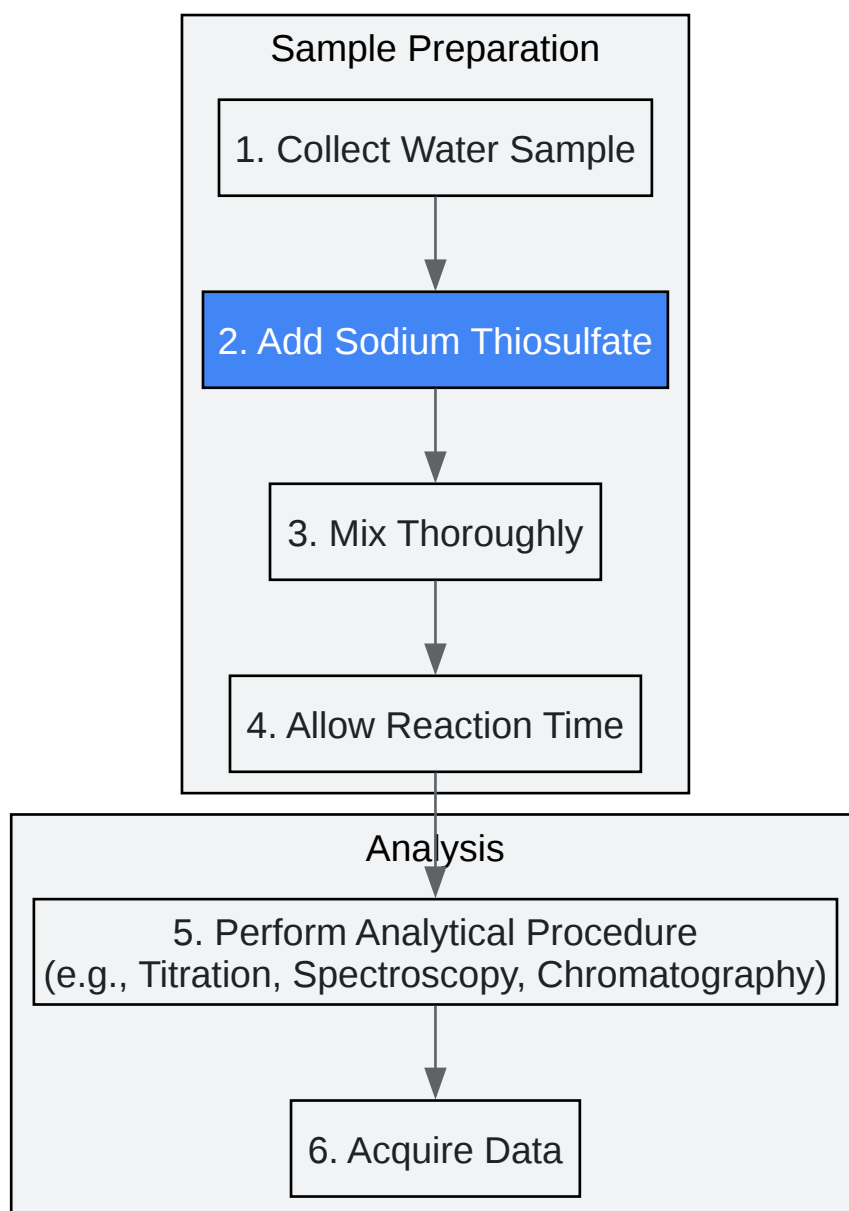 Sample Preparation
1. Collect Water Sample
2. Add Sodium Thiosulfate
3. Mix Thoroughly
4. Allow Reaction Time
Analysis
5. Perform Analytical Procedure
(e.g., Titration, Spectroscopy, Chromatography)
6. Acquire Data